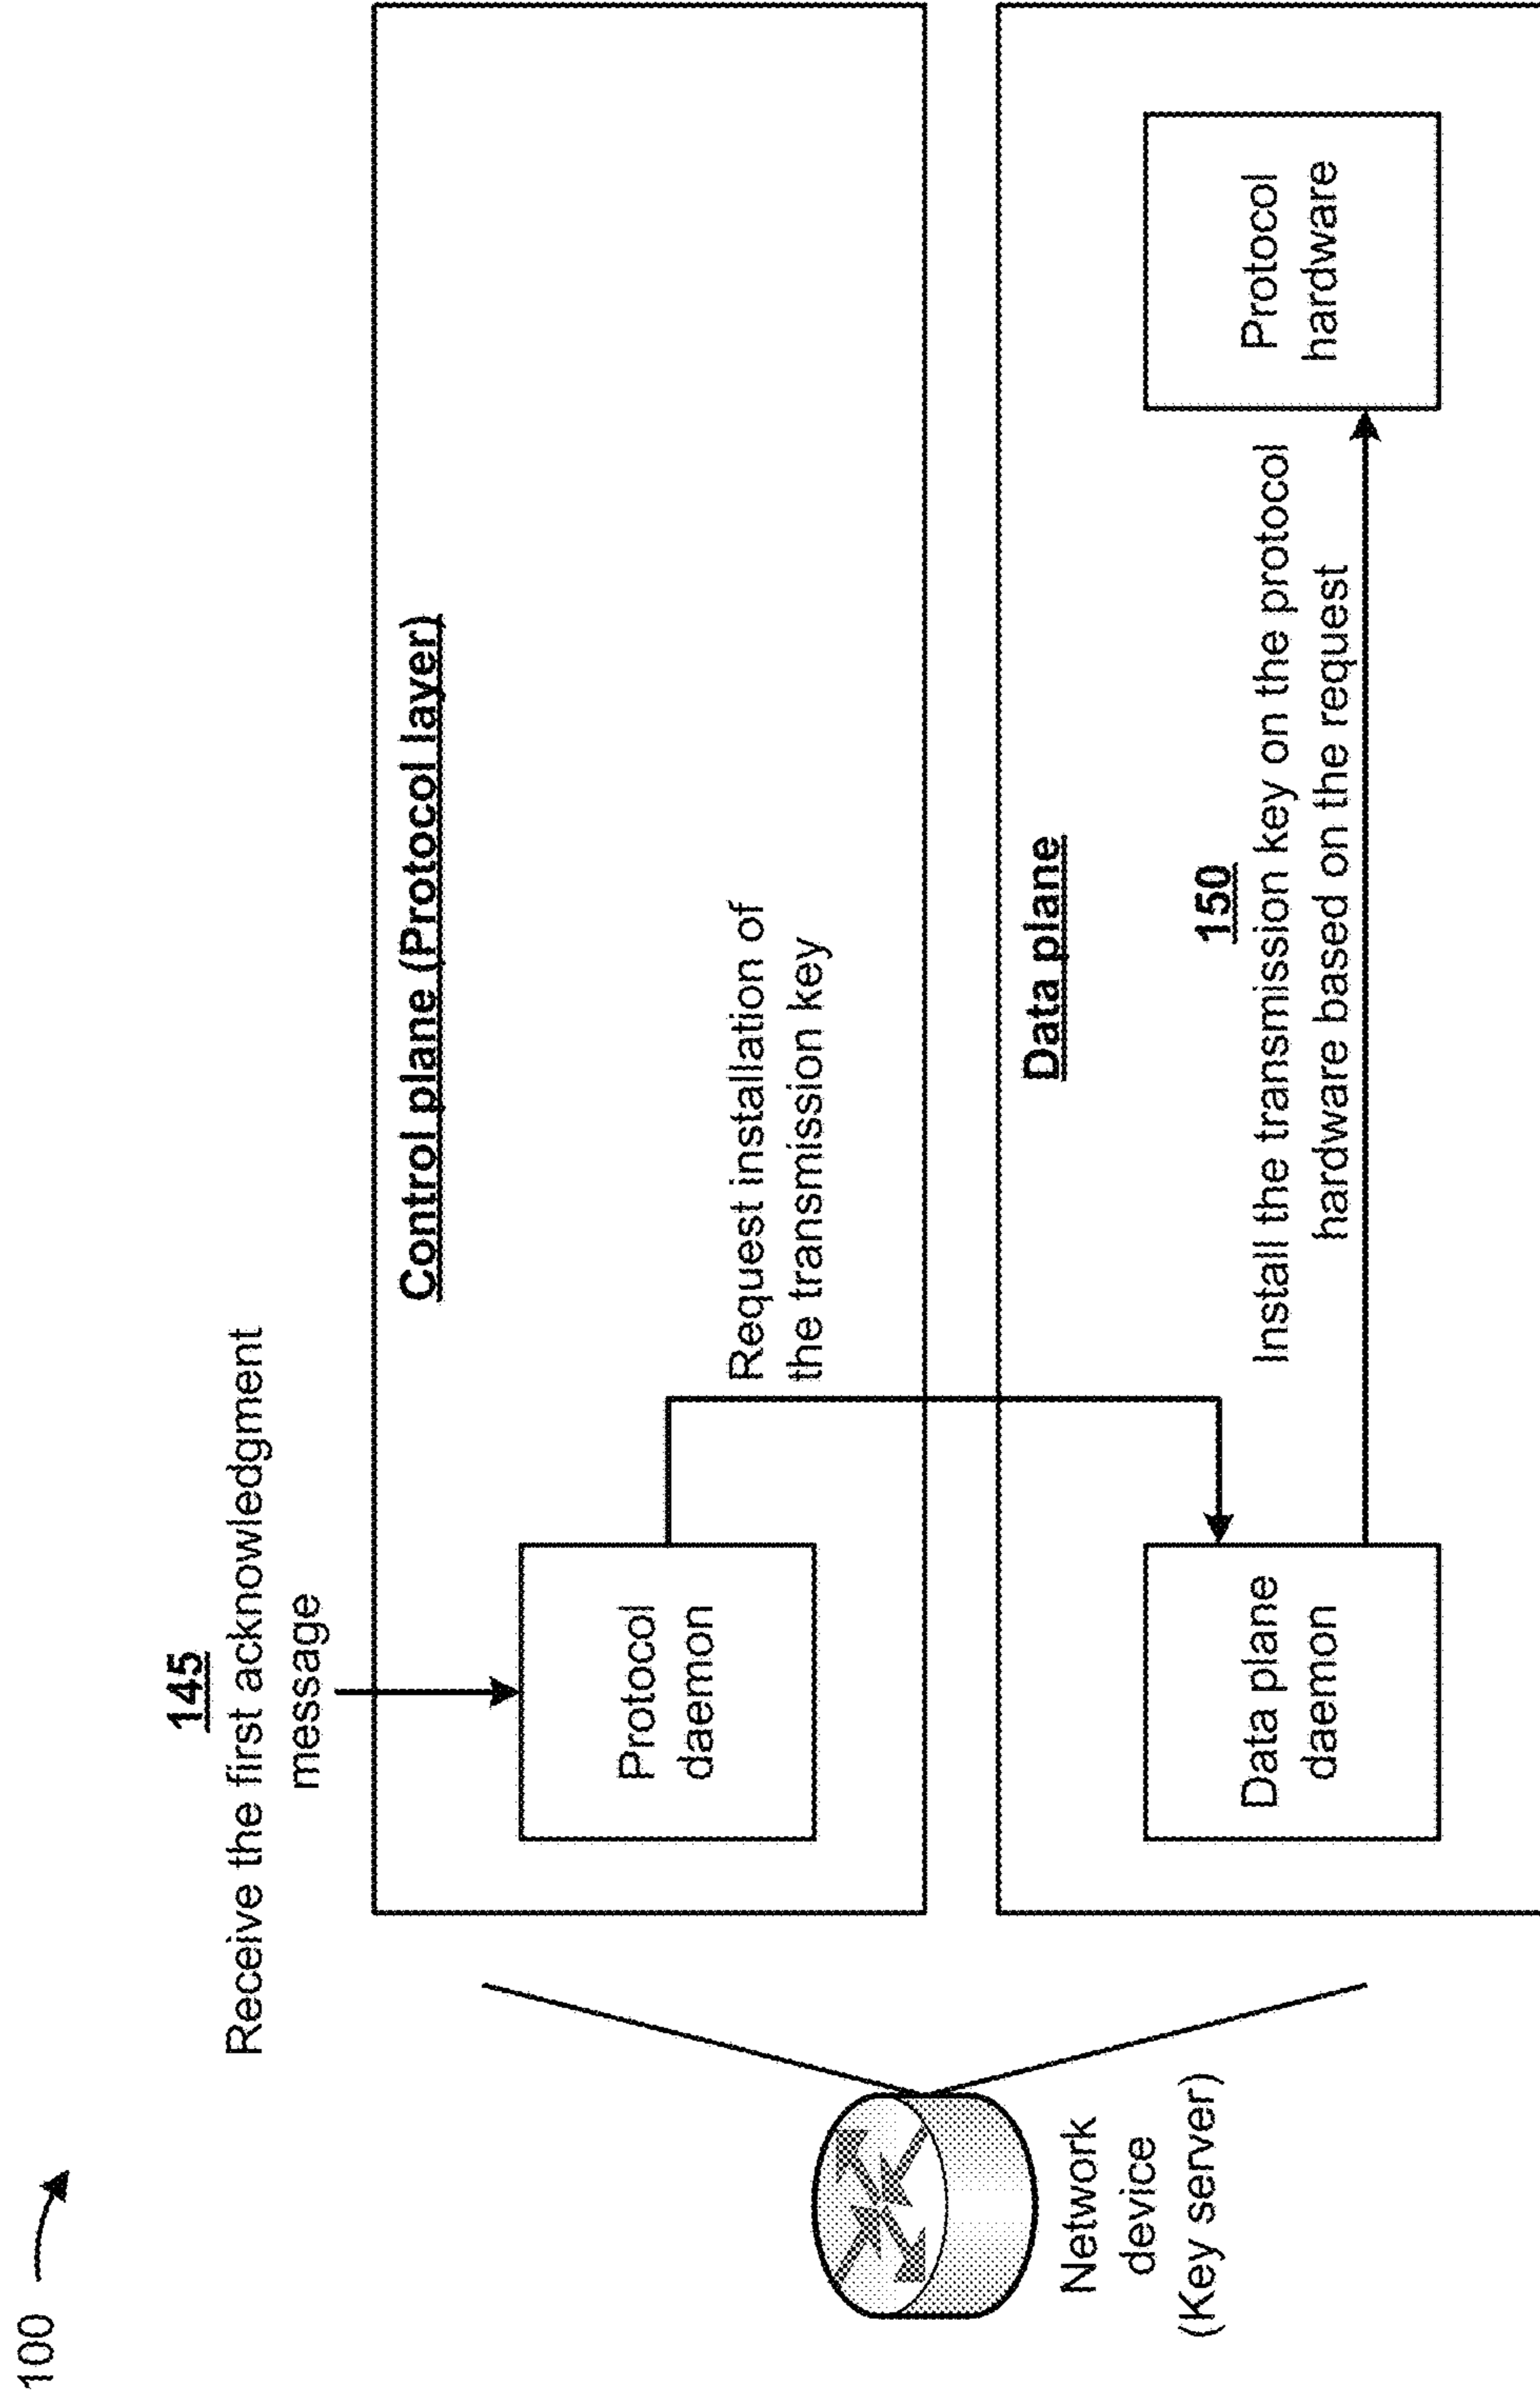 100
145
Receive the first acknowledgment
message
Control plane (Protocol layer)
Protocol
daemon
Request installation of
the transmission key
Network
device
(Key server)
Data plane
150
Install the transmission key on the protocol
hardware based on the request
Data plane
daemon
Protocol
hardware